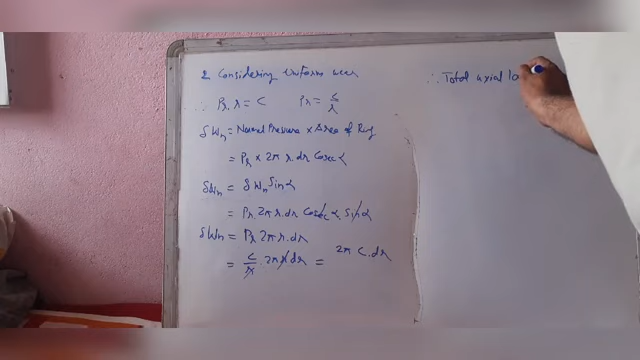 2 Considering Uniform wear
∴ Pr. r = C Pr = C/r
δWn = Normal Pressure × Area of Ring
= Pr × 2π r. dr Cosec α
= δWn Sin α
= Pr. 2π r. dr Cosec α. Sin α
δWn = Pr 2π r. dr
= C/r . 2π r dr = 2π C. dr
∴ Total axial lo